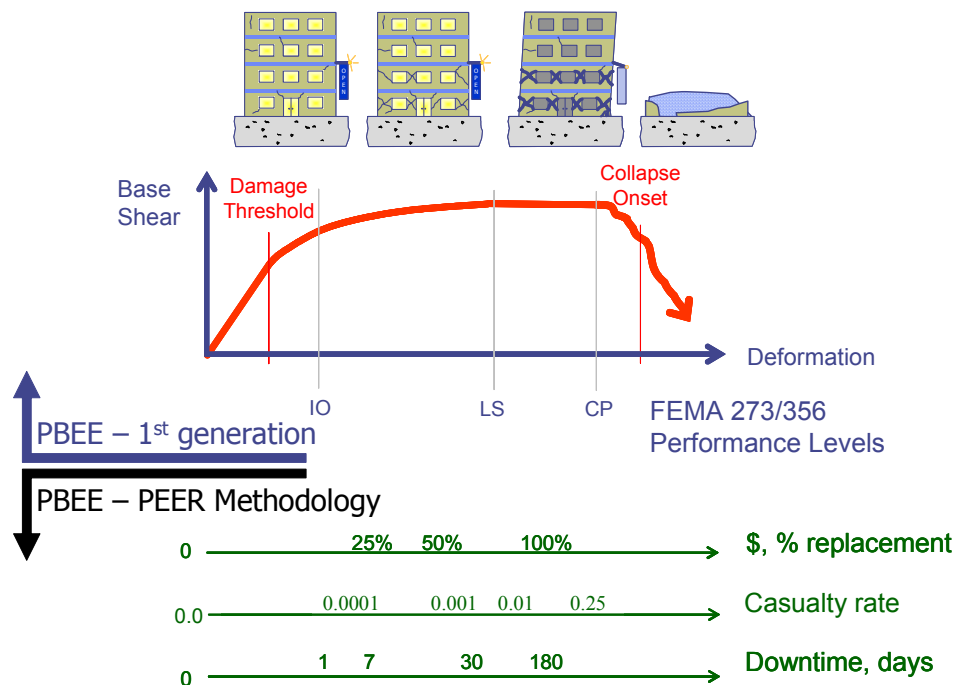 OPEN
OPEN
Base
Shear
Damage
Threshold
Collapse
Onset
Deformation
IO
LS
CP
FEMA 273/356
Performance Levels
PBEE – 1st generation
PBEE – PEER Methodology
0 25% 50% 100% $, % replacement
0.0 0.0001 0.001 0.01 0.25 Casualty rate
0 1 7 30 180 Downtime, days